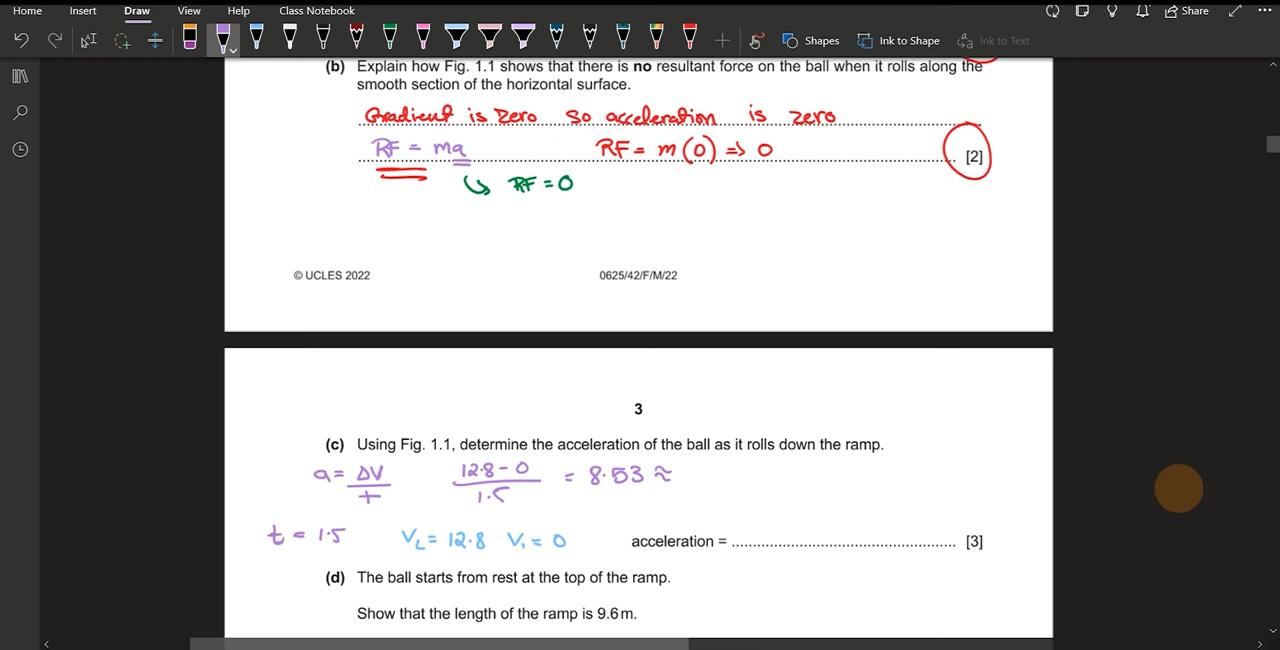 Home Insert Draw View Help Class Notebook Share
Shapes Ink to Shape Ink to Text
(b) Explain how Fig. 1.1 shows that there is no resultant force on the ball when it rolls along the
smooth section of the horizontal surface.
Gradient is zero so acceleration is zero
RF = ma RF = m(0) => 0
[2]
↳ RF = 0
© UCLES 2022 0625/42/F/M/22
3
(c) Using Fig. 1.1, determine the acceleration of the ball as it rolls down the ramp.
a = ΔV/t 12.8-0/1.5 = 8.53 ≈
t = 1.5 V₂ = 12.8 V₁ = 0 acceleration = ........................................................ [3]
(d) The ball starts from rest at the top of the ramp.
Show that the length of the ramp is 9.6 m.